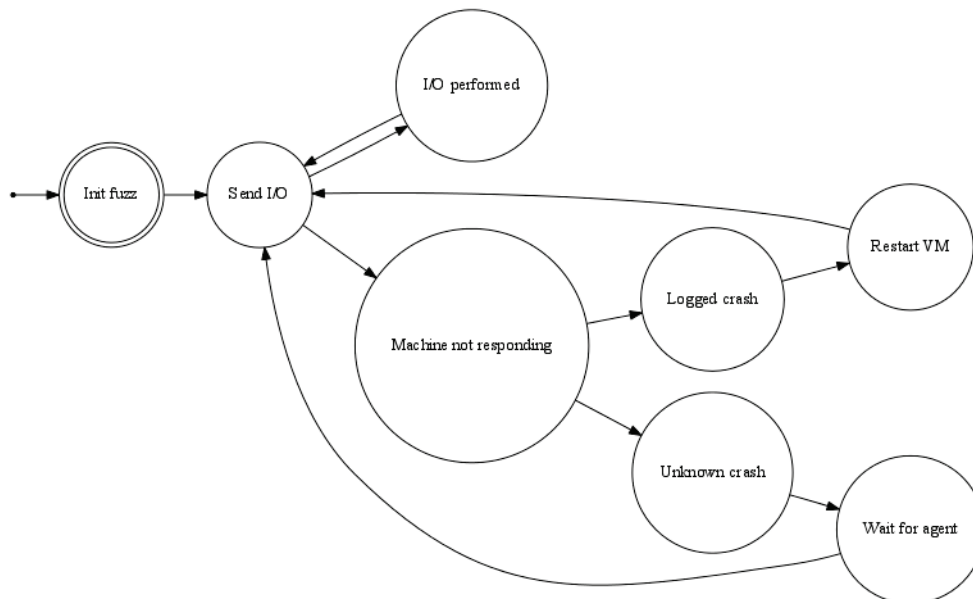 I/O performed
Init fuzz
Send I/O
Restart VM
Logged crash
Machine not responding
Unknown crash
Wait for agent